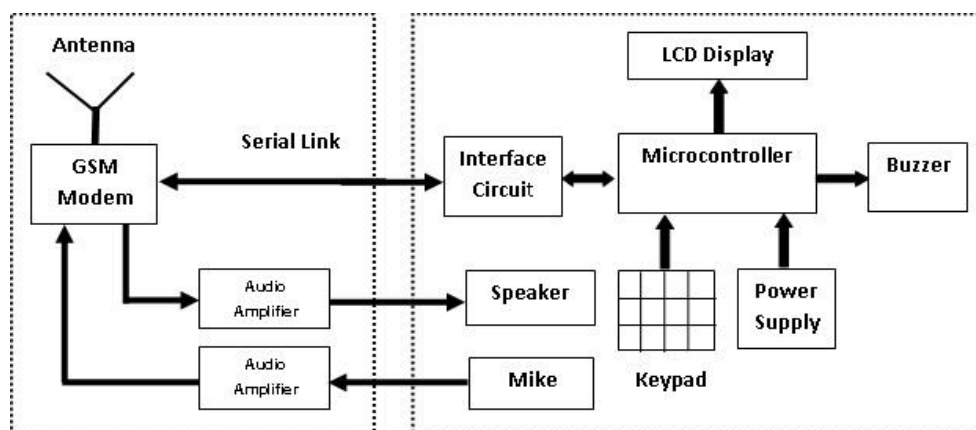 Antenna
GSM
Modem
Serial Link
Audio
Amplifier
Audio
Amplifier
LCD Display
Interface
Circuit
Microcontroller
Buzzer
Speaker
Mike
Keypad
Power
Supply